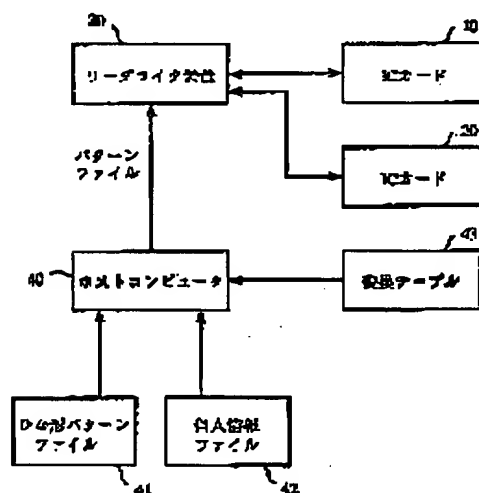 30
リーダライタ装置
10
ICカード
20
ICカード
パターン
ファイル
43
変換テーブル
40
ホストコンピュータ
パターン
ファイル
41
個人情報
ファイル
42